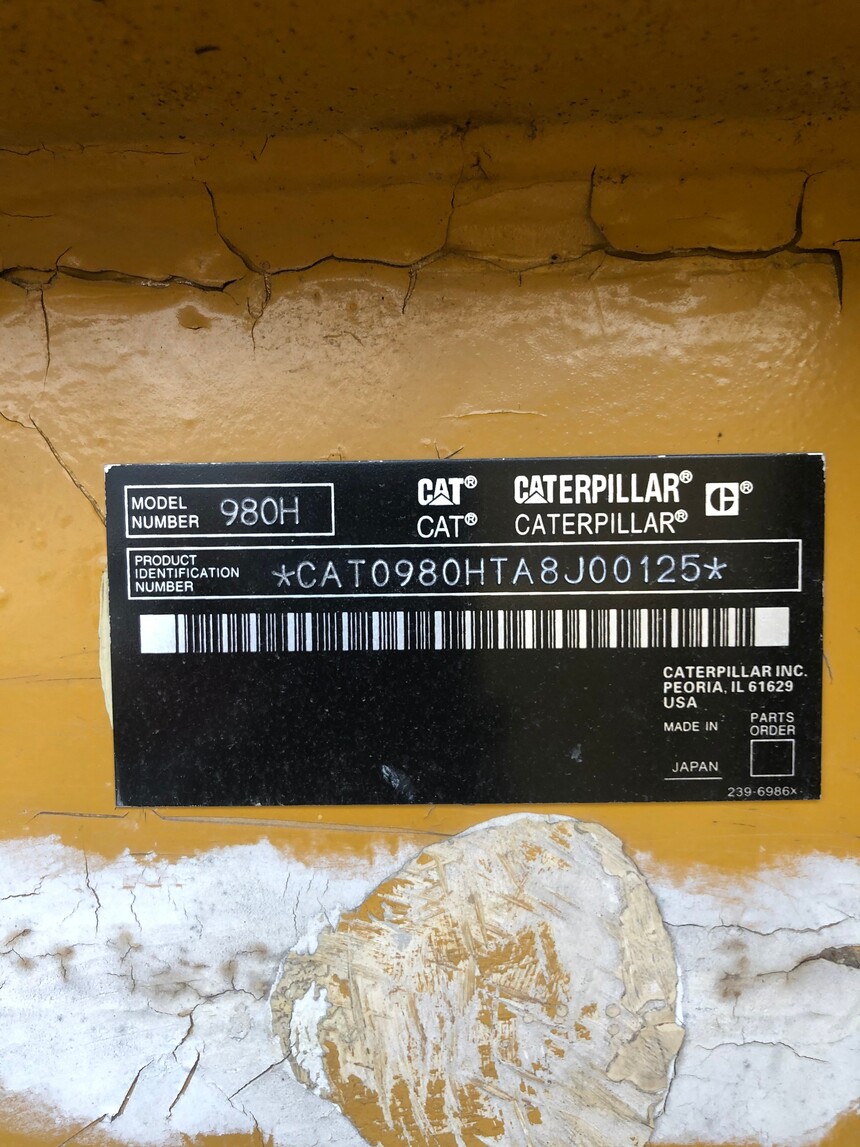 MODEL NUMBER 980H
CAT® CATERPILLAR® C®
CAT® CATERPILLAR®
PRODUCT IDENTIFICATION NUMBER *CAT0980HTA8J00125*
CATERPILLAR INC.
PEORIA, IL 61629
USA
MADE IN
JAPAN
PARTS
ORDER
239-6986X